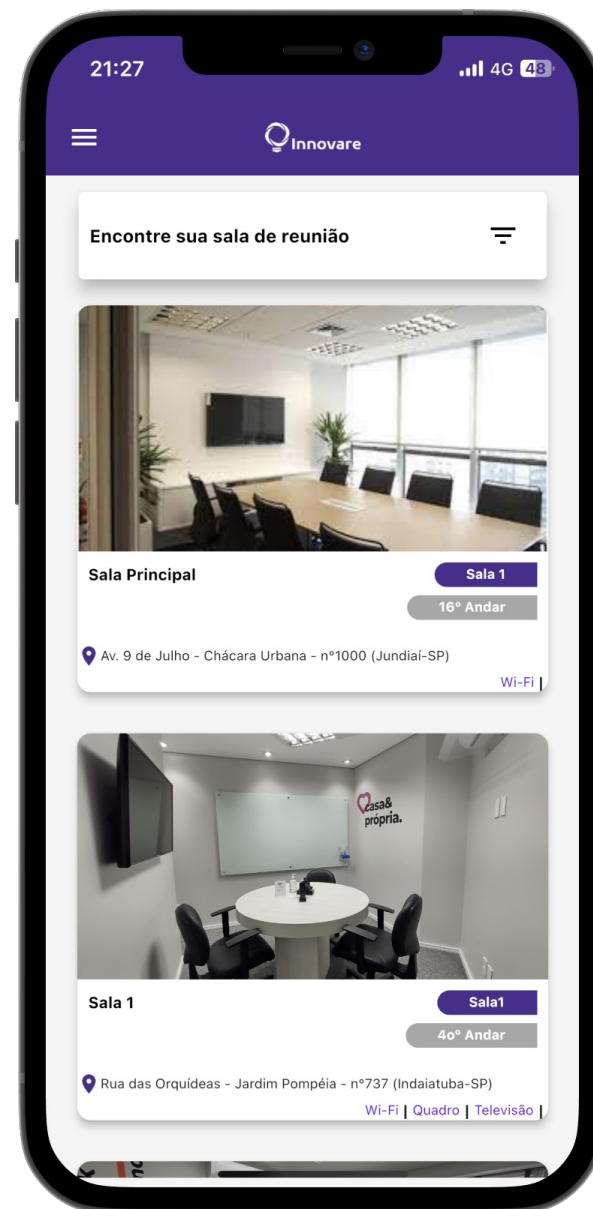 21:27
4G 48
Innovare
Encontre sua sala de reunião
Sala Principal
Sala 1
16º Andar
Av. 9 de Julho - Chácara Urbana - nº1000 (Jundiaí-SP)
Wi-Fi |
casa&
própria.
Sala 1
Sala1
4oº Andar
Rua das Orquídeas - Jardim Pompéia - nº737 (Indaiatuba-SP)
Wi-Fi | Quadro | Televisão |